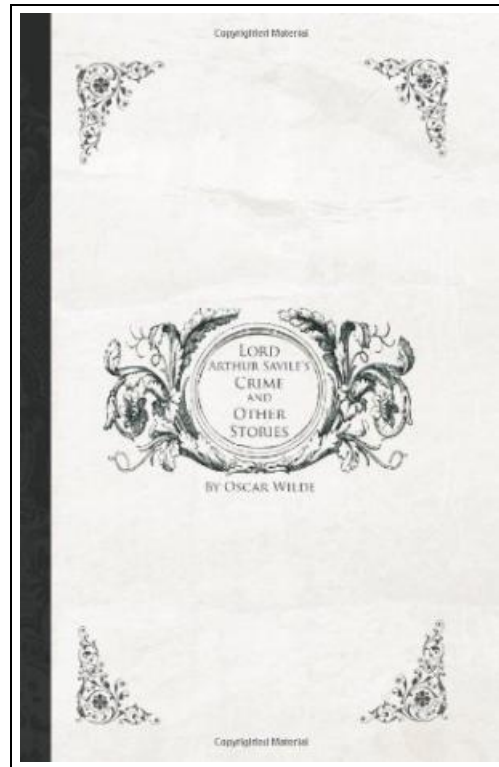 Copyrighted Material
LORD
ARTHUR SAVILE'S
CRIME
AND
OTHER
STORIES
BY OSCAR WILDE
Copyrighted Material